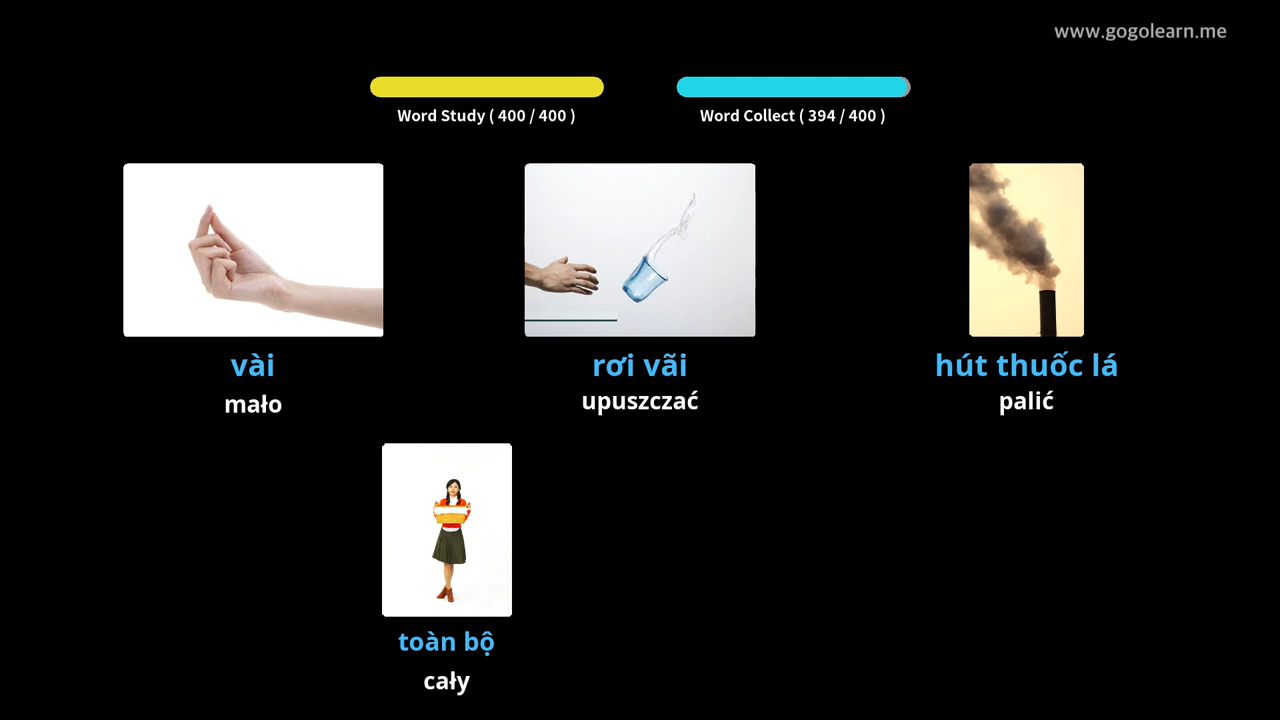 www.gogolearn.me
Word Study ( 400 / 400 )
Word Collect ( 394 / 400 )
vài
mało
rơi vãi
upuszczać
hút thuốc lá
palić
toàn bộ
cały